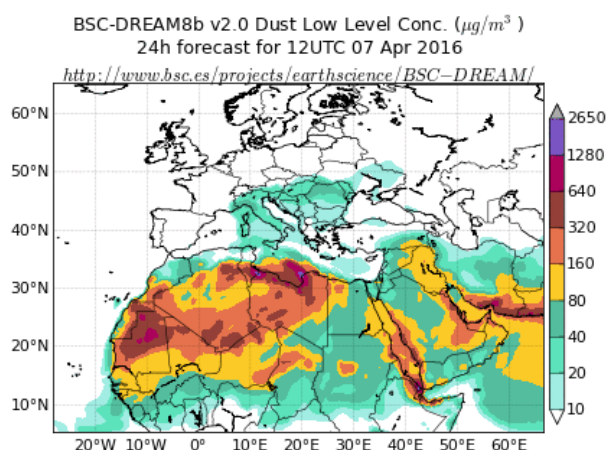 BSC-DREAM8b v2.0 Dust Low Level Conc. (μg/m³ )
24h forecast for 12UTC 07 Apr 2016
http://www.bsc.es/projects/earthscience/BSC−DREAM/
60°N
50°N
40°N
30°N
20°N
10°N
20°W 10°W 0° 10°E 20°E 30°E 40°E 50°E 60°E
2650
1280
640
320
160
80
40
20
10